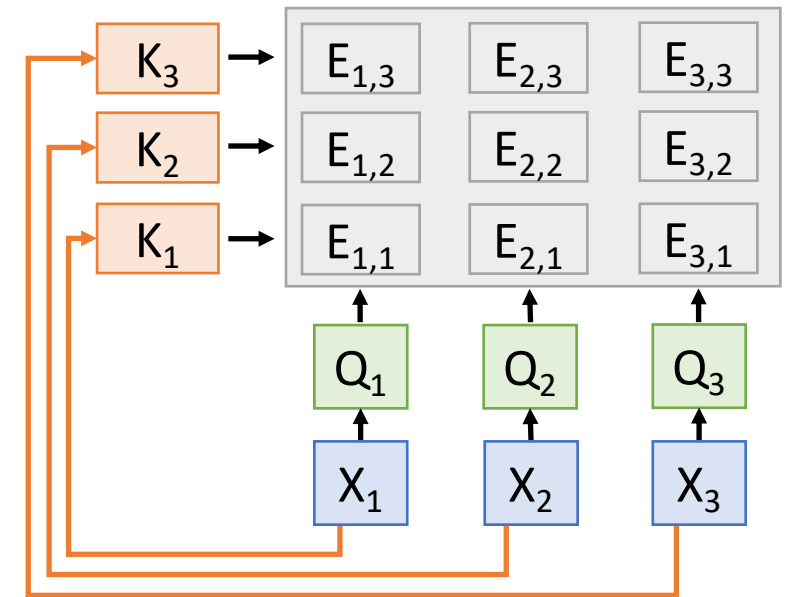 K₃ E₁,₃ E₂,₃ E₃,₃
K₂ E₁,₂ E₂,₂ E₃,₂
K₁ E₁,₁ E₂,₁ E₃,₁
Q₁ Q₂ Q₃
X₁ X₂ X₃